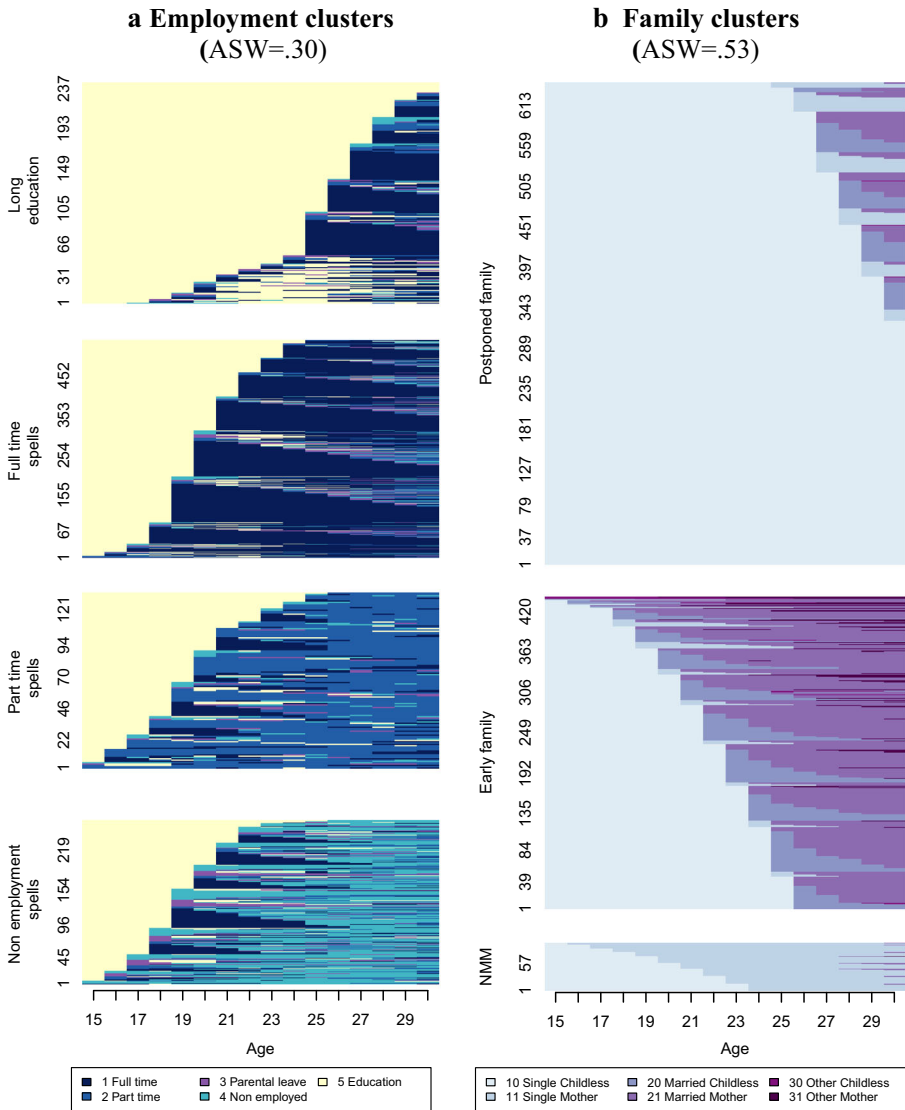 a Employment clusters
(ASW=.30)
Long
education
237
193
149
105
66
31
1
Full time
spells
452
353
254
155
67
1
Part time
spells
121
94
70
46
22
1
Non employment
spells
219
154
96
45
1
15 17 19 21 23 25 27 29
Age
1 Full time 3 Parental leave 5 Education
2 Part time 4 Non employed
b Family clusters
(ASW=.53)
Postponed family
613
559
505
451
397
343
289
235
181
127
79
37
1
Early family
420
363
306
249
192
135
84
39
1
NMM
57
1
15 17 19 21 23 25 27 29
Age
10 Single Childless 20 Married Childless 30 Other Childless
11 Single Mother 21 Married Mother 31 Other Mother